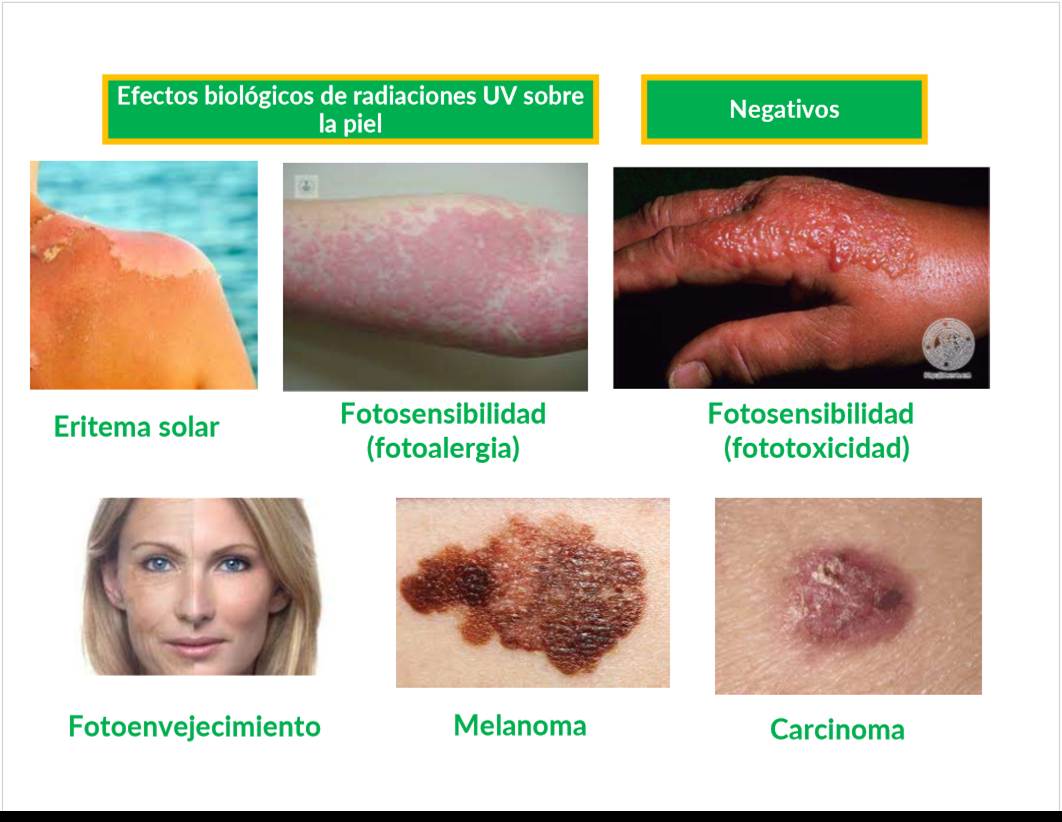 Efectos biológicos de radiaciones UV sobre
la piel
Negativos
Eritema solar
Fotosensibilidad
(fotoalergia)
Fotosensibilidad
(fototoxicidad)
Fotoenvejecimiento
Melanoma
Carcinoma